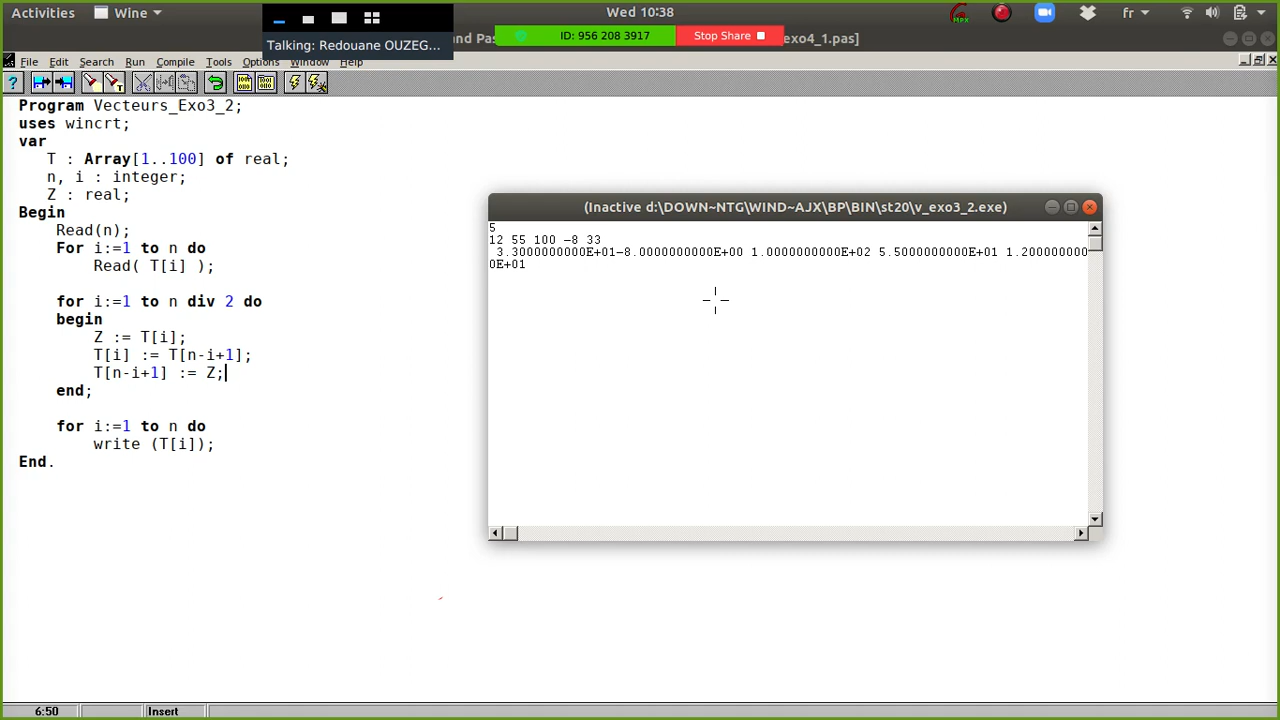 Activities Wine Wed 10:38 fr
Talking: Redouane OUZEG...
ID: 956 208 3917 Stop Share
and Pas exo4_1.pas]
File Edit Search Run Compile Tools Options Window Help
Program Vecteurs_Exo3_2;
uses wincrt;
var
T : Array[1..100] of real;
n, i : integer;
Z : real;
Begin
Read(n);
For i:=1 to n do
Read( T[i] );
for i:=1 to n div 2 do
begin
Z := T[i];
T[i] := T[n-i+1];
T[n-i+1] := Z;
end;
for i:=1 to n do
write (T[i]);
End.
(Inactive d:\DOWN~NTG\WIND~AJX\BP\BIN\st20\v_exo3_2.exe)
5
12 55 100 -8 33
3.3000000000E+01-8.0000000000E+00 1.0000000000E+02 5.5000000000E+01 1.200000000
0E+01
6:50 Insert